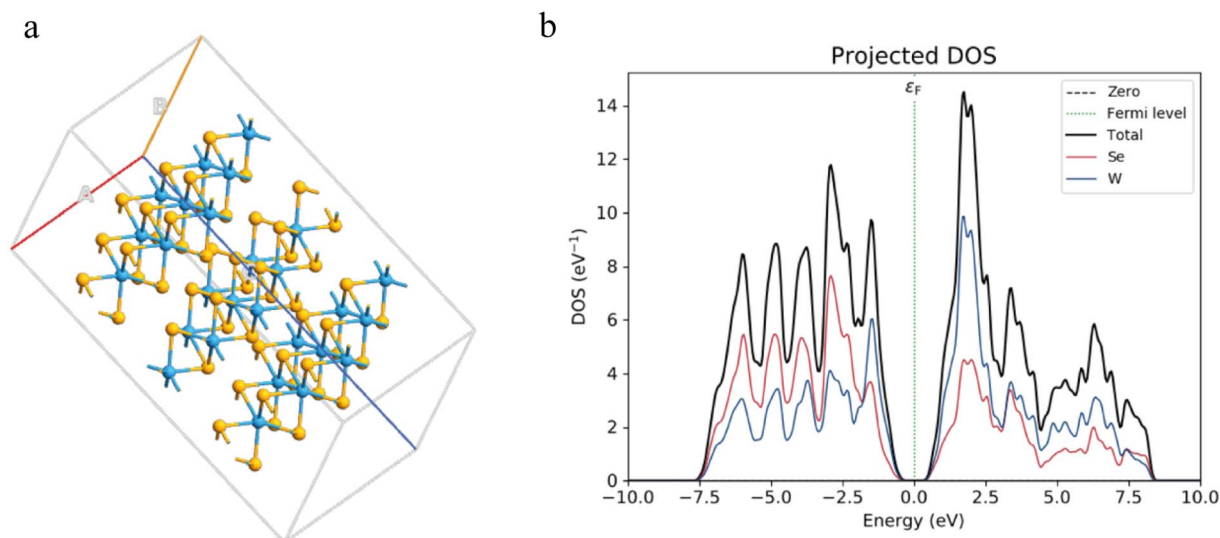 a
B
A
b
Projected DOS
εF
Zero
Fermi level
Total
Se
W
DOS (eV⁻¹)
14
12
10
8
6
4
2
0
−10.0 −7.5 −5.0 −2.5 0.0 2.5 5.0 7.5 10.0
Energy (eV)